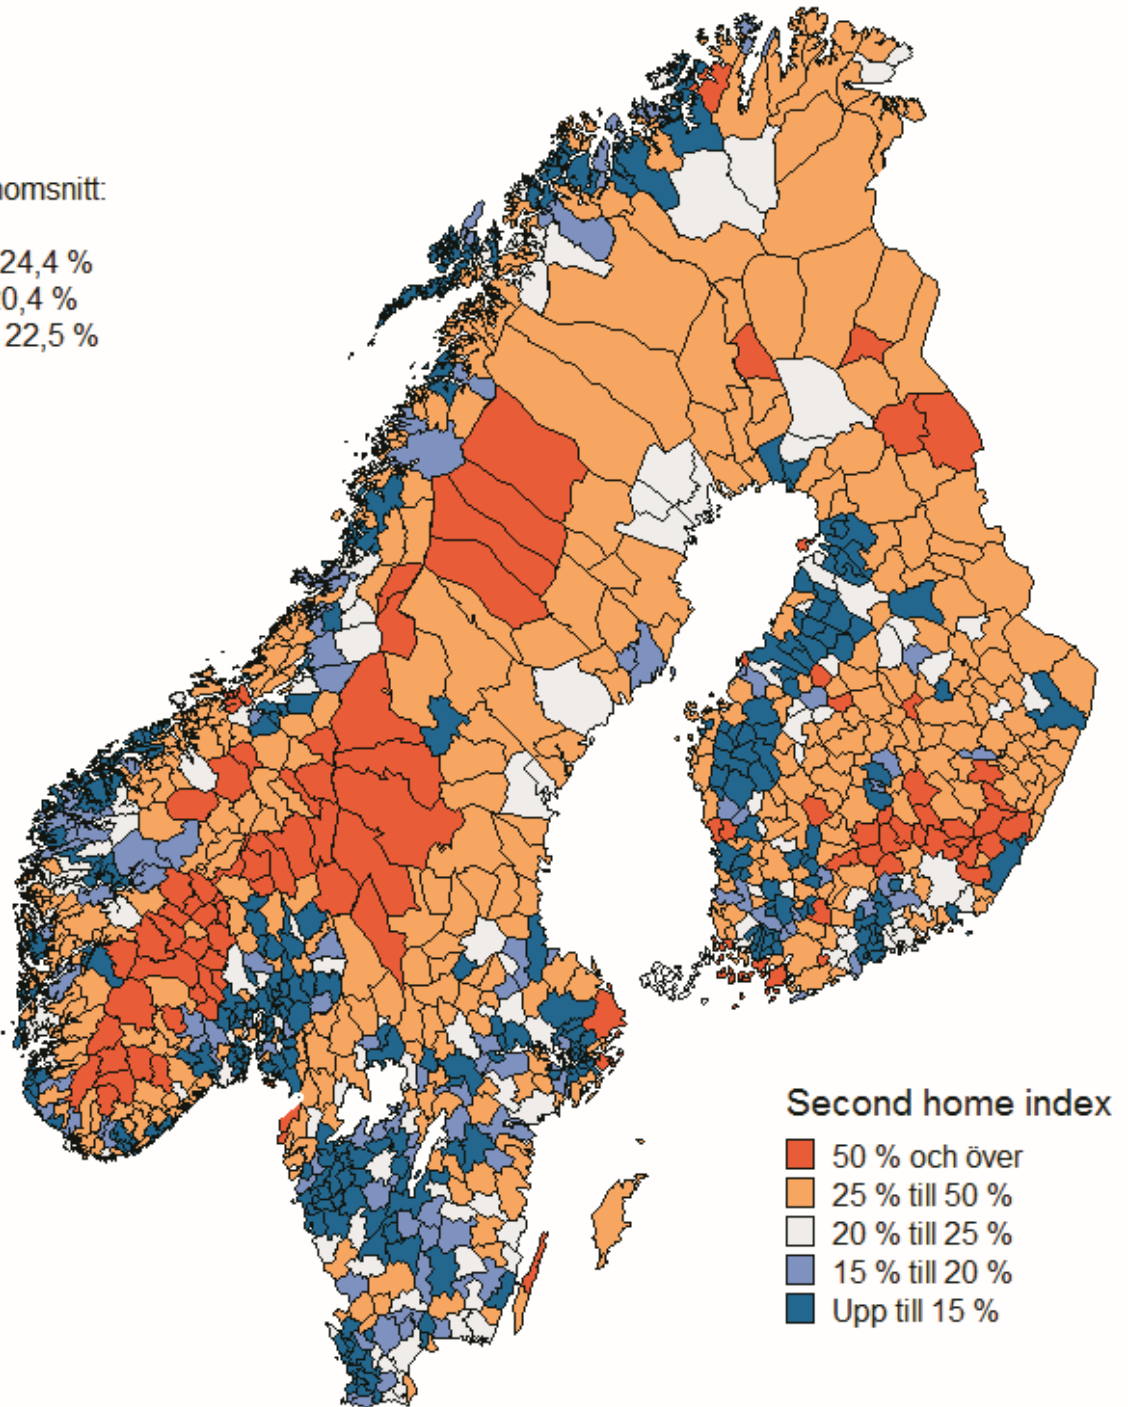 nomsnitt:
24,4 %
0,4 %
22,5 %
Second home index
50 % och över
25 % till 50 %
20 % till 25 %
15 % till 20 %
Upp till 15 %